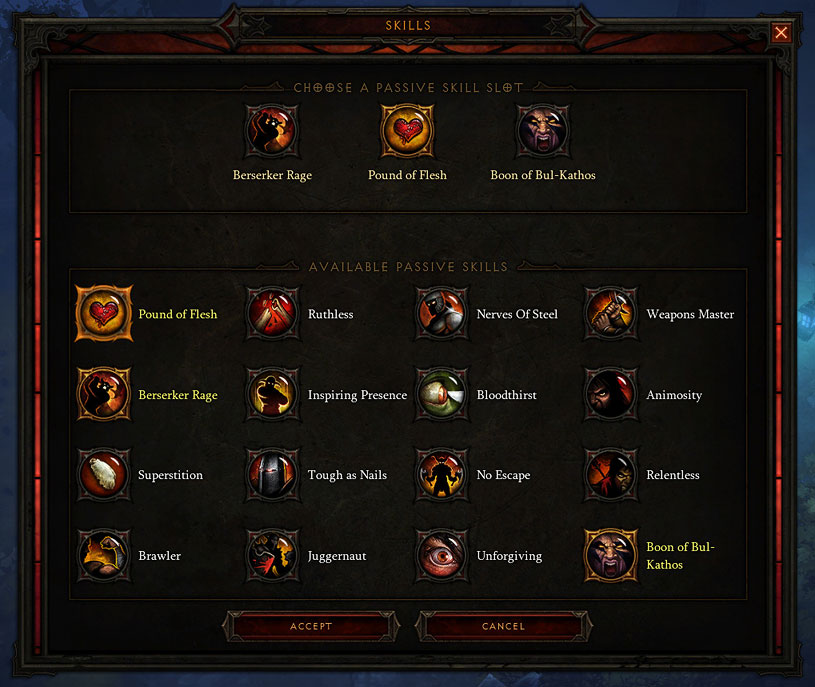 SKILLS
CHOOSE A PASSIVE SKILL SLOT
Berserker Rage
Pound of Flesh
Boon of Bul-Kathos
AVAILABLE PASSIVE SKILLS
Pound of Flesh
Ruthless
Nerves Of Steel
Weapons Master
Berserker Rage
Inspiring Presence
Bloodthirst
Animosity
Superstition
Tough as Nails
No Escape
Relentless
Brawler
Juggernaut
Unforgiving
Boon of Bul-
Kathos
ACCEPT
CANCEL